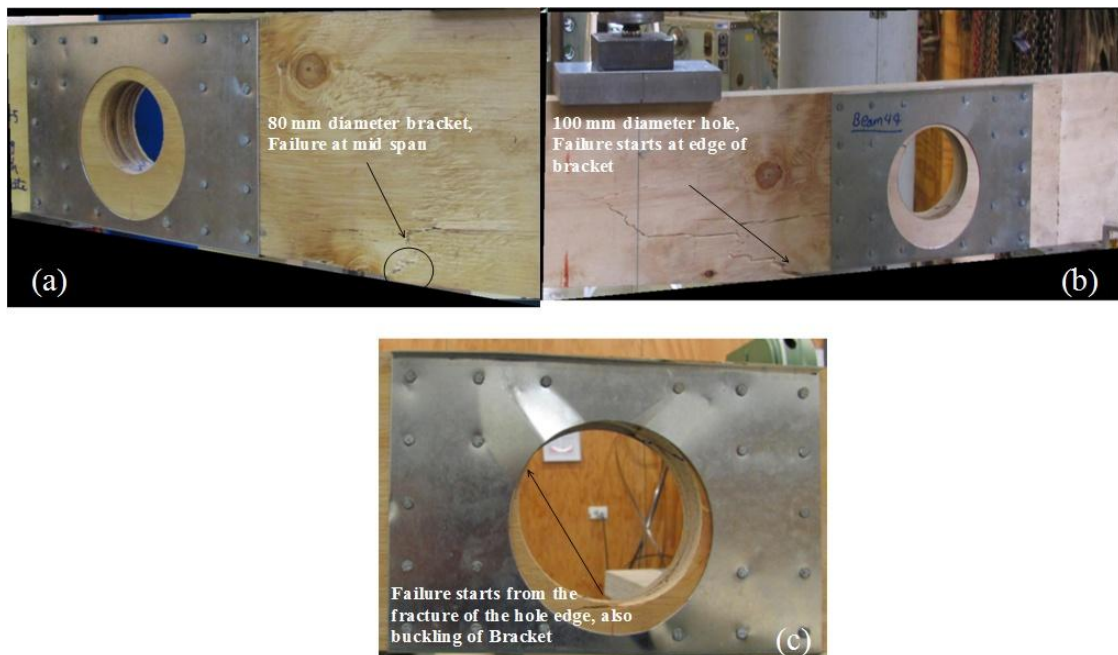 80 mm diameter bracket,
Failure at mid span
(a)
100 mm diameter hole,
Failure starts at edge of
bracket
Beam44
(b)
Failure starts from the
fracture of the hole edge, also
buckling of Bracket
(c)